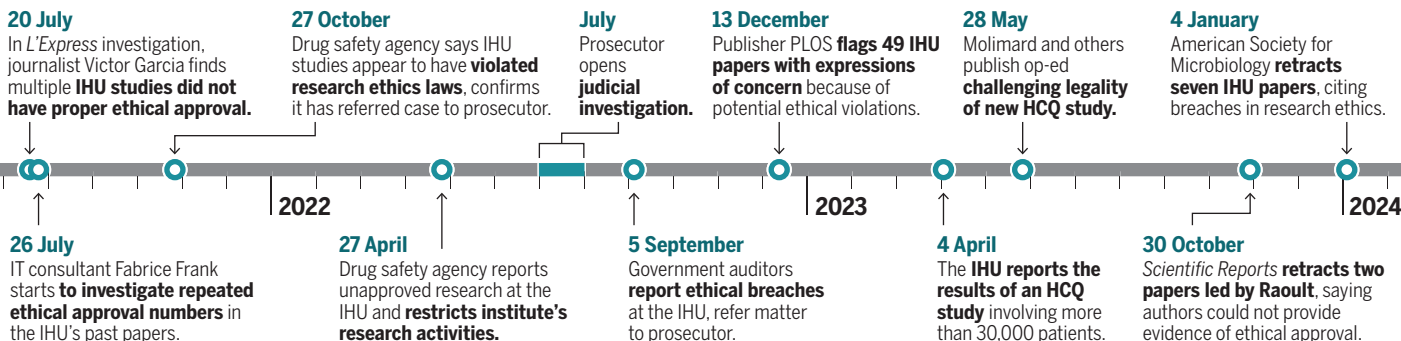 20 July
In L’Express investigation,
journalist Victor Garcia finds
multiple IHU studies did not
have proper ethical approval.
27 October
Drug safety agency says IHU
studies appear to have violated
research ethics laws, confirms
it has referred case to prosecutor.
July
Prosecutor
opens
judicial
investigation.
13 December
Publisher PLOS flags 49 IHU
papers with expressions
of concern because of
potential ethical violations.
28 May
Molimard and others
publish op-ed
challenging legality
of new HCQ study.
4 January
American Society for
Microbiology retracts
seven IHU papers, citing
breaches in research ethics.
2022
2023
2024
26 July
IT consultant Fabrice Frank
starts to investigate repeated
ethical approval numbers in
the IHU’s past papers.
27 April
Drug safety agency reports
unapproved research at the
IHU and restricts institute’s
research activities.
5 September
Government auditors
report ethical breaches
at the IHU, refer matter
to prosecutor.
4 April
The IHU reports the
results of an HCQ
study involving more
than 30,000 patients.
30 October
Scientific Reports retracts two
papers led by Raoult, saying
authors could not provide
evidence of ethical approval.